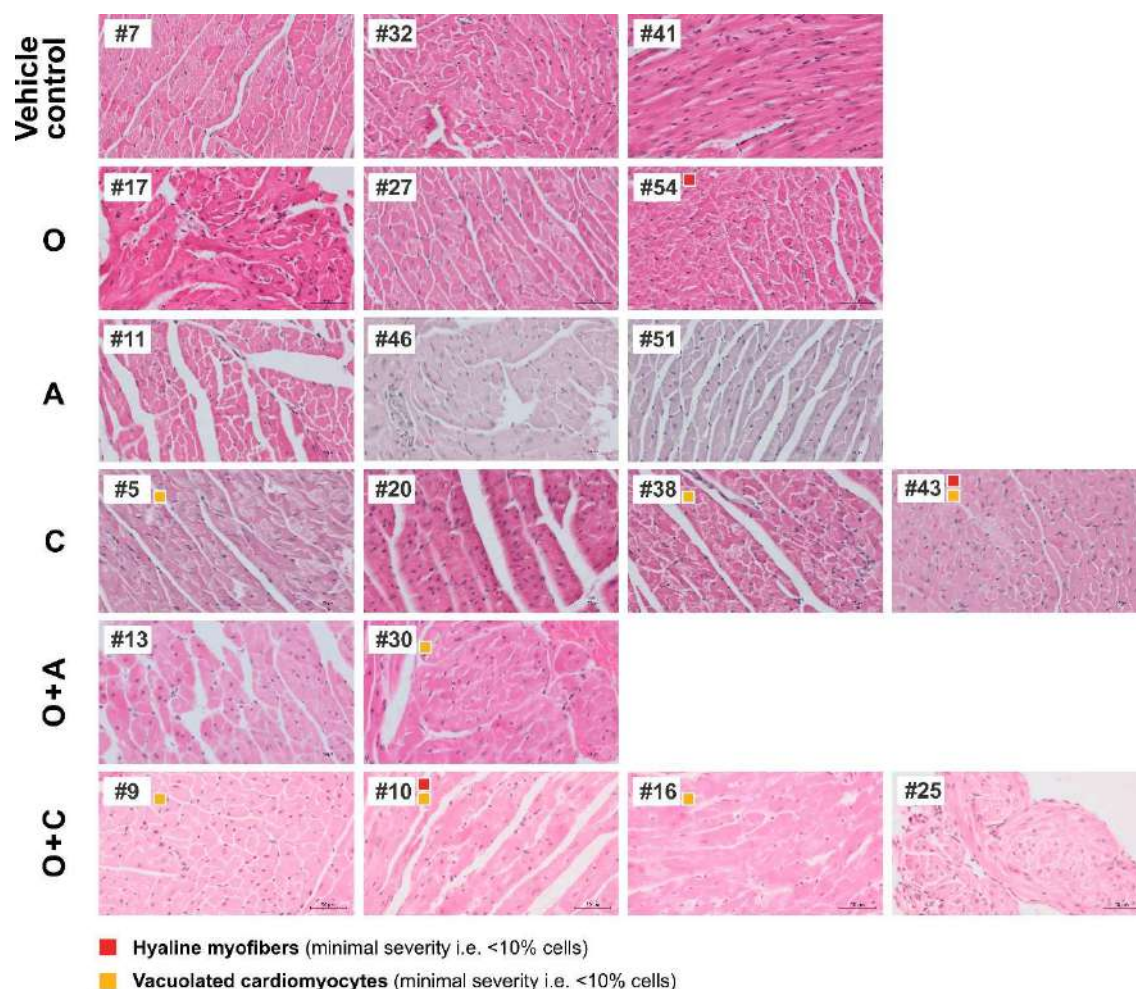 Vehicle control
#7
#32
#41
O
#17
#27
#54
A
#11
#46
#51
C
#5
#20
#38
#43
O+A
#13
#30
O+C
#9
#10
#16
#25
Hyaline myofibers (minimal severity i.e. <10% cells)
Vacuolated cardiomyocytes (minimal severity i.e. <10% cells)